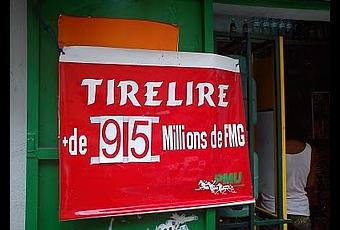 TIRELIRE
+de 915 Millions de FMG
PMU